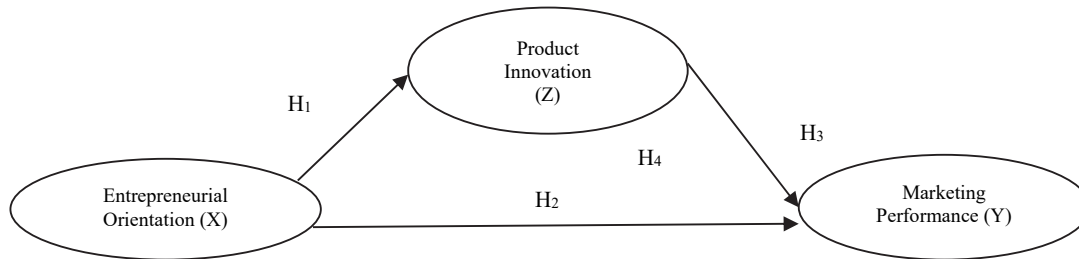 Product
Innovation
(Z)
H1
H3
H4
Entrepreneurial
Orientation (X)
H2
Marketing
Performance (Y)